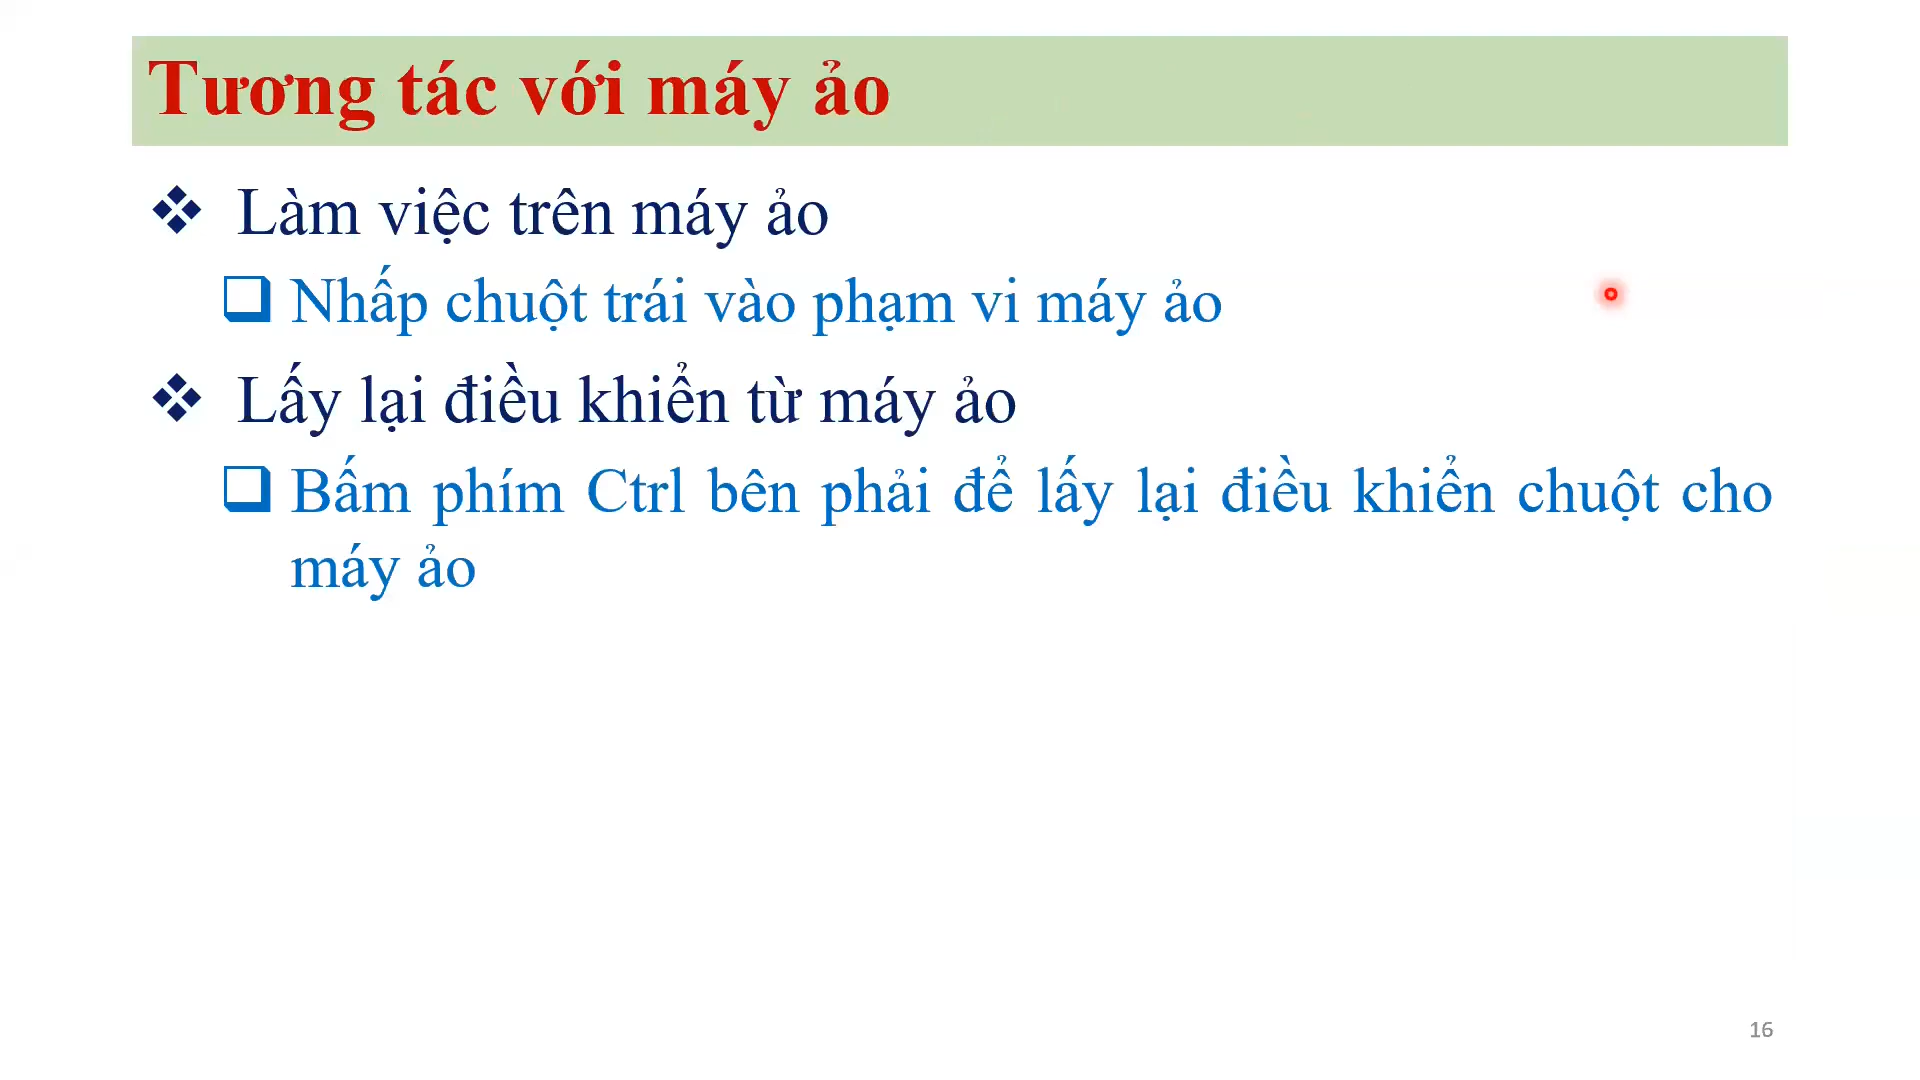 Tương tác với máy ảo
Làm việc trên máy ảo
Nhấp chuột trái vào phạm vi máy ảo
Lấy lại điều khiển từ máy ảo
Bấm phím Ctrl bên phải để lấy lại điều khiển chuột cho
máy ảo
16